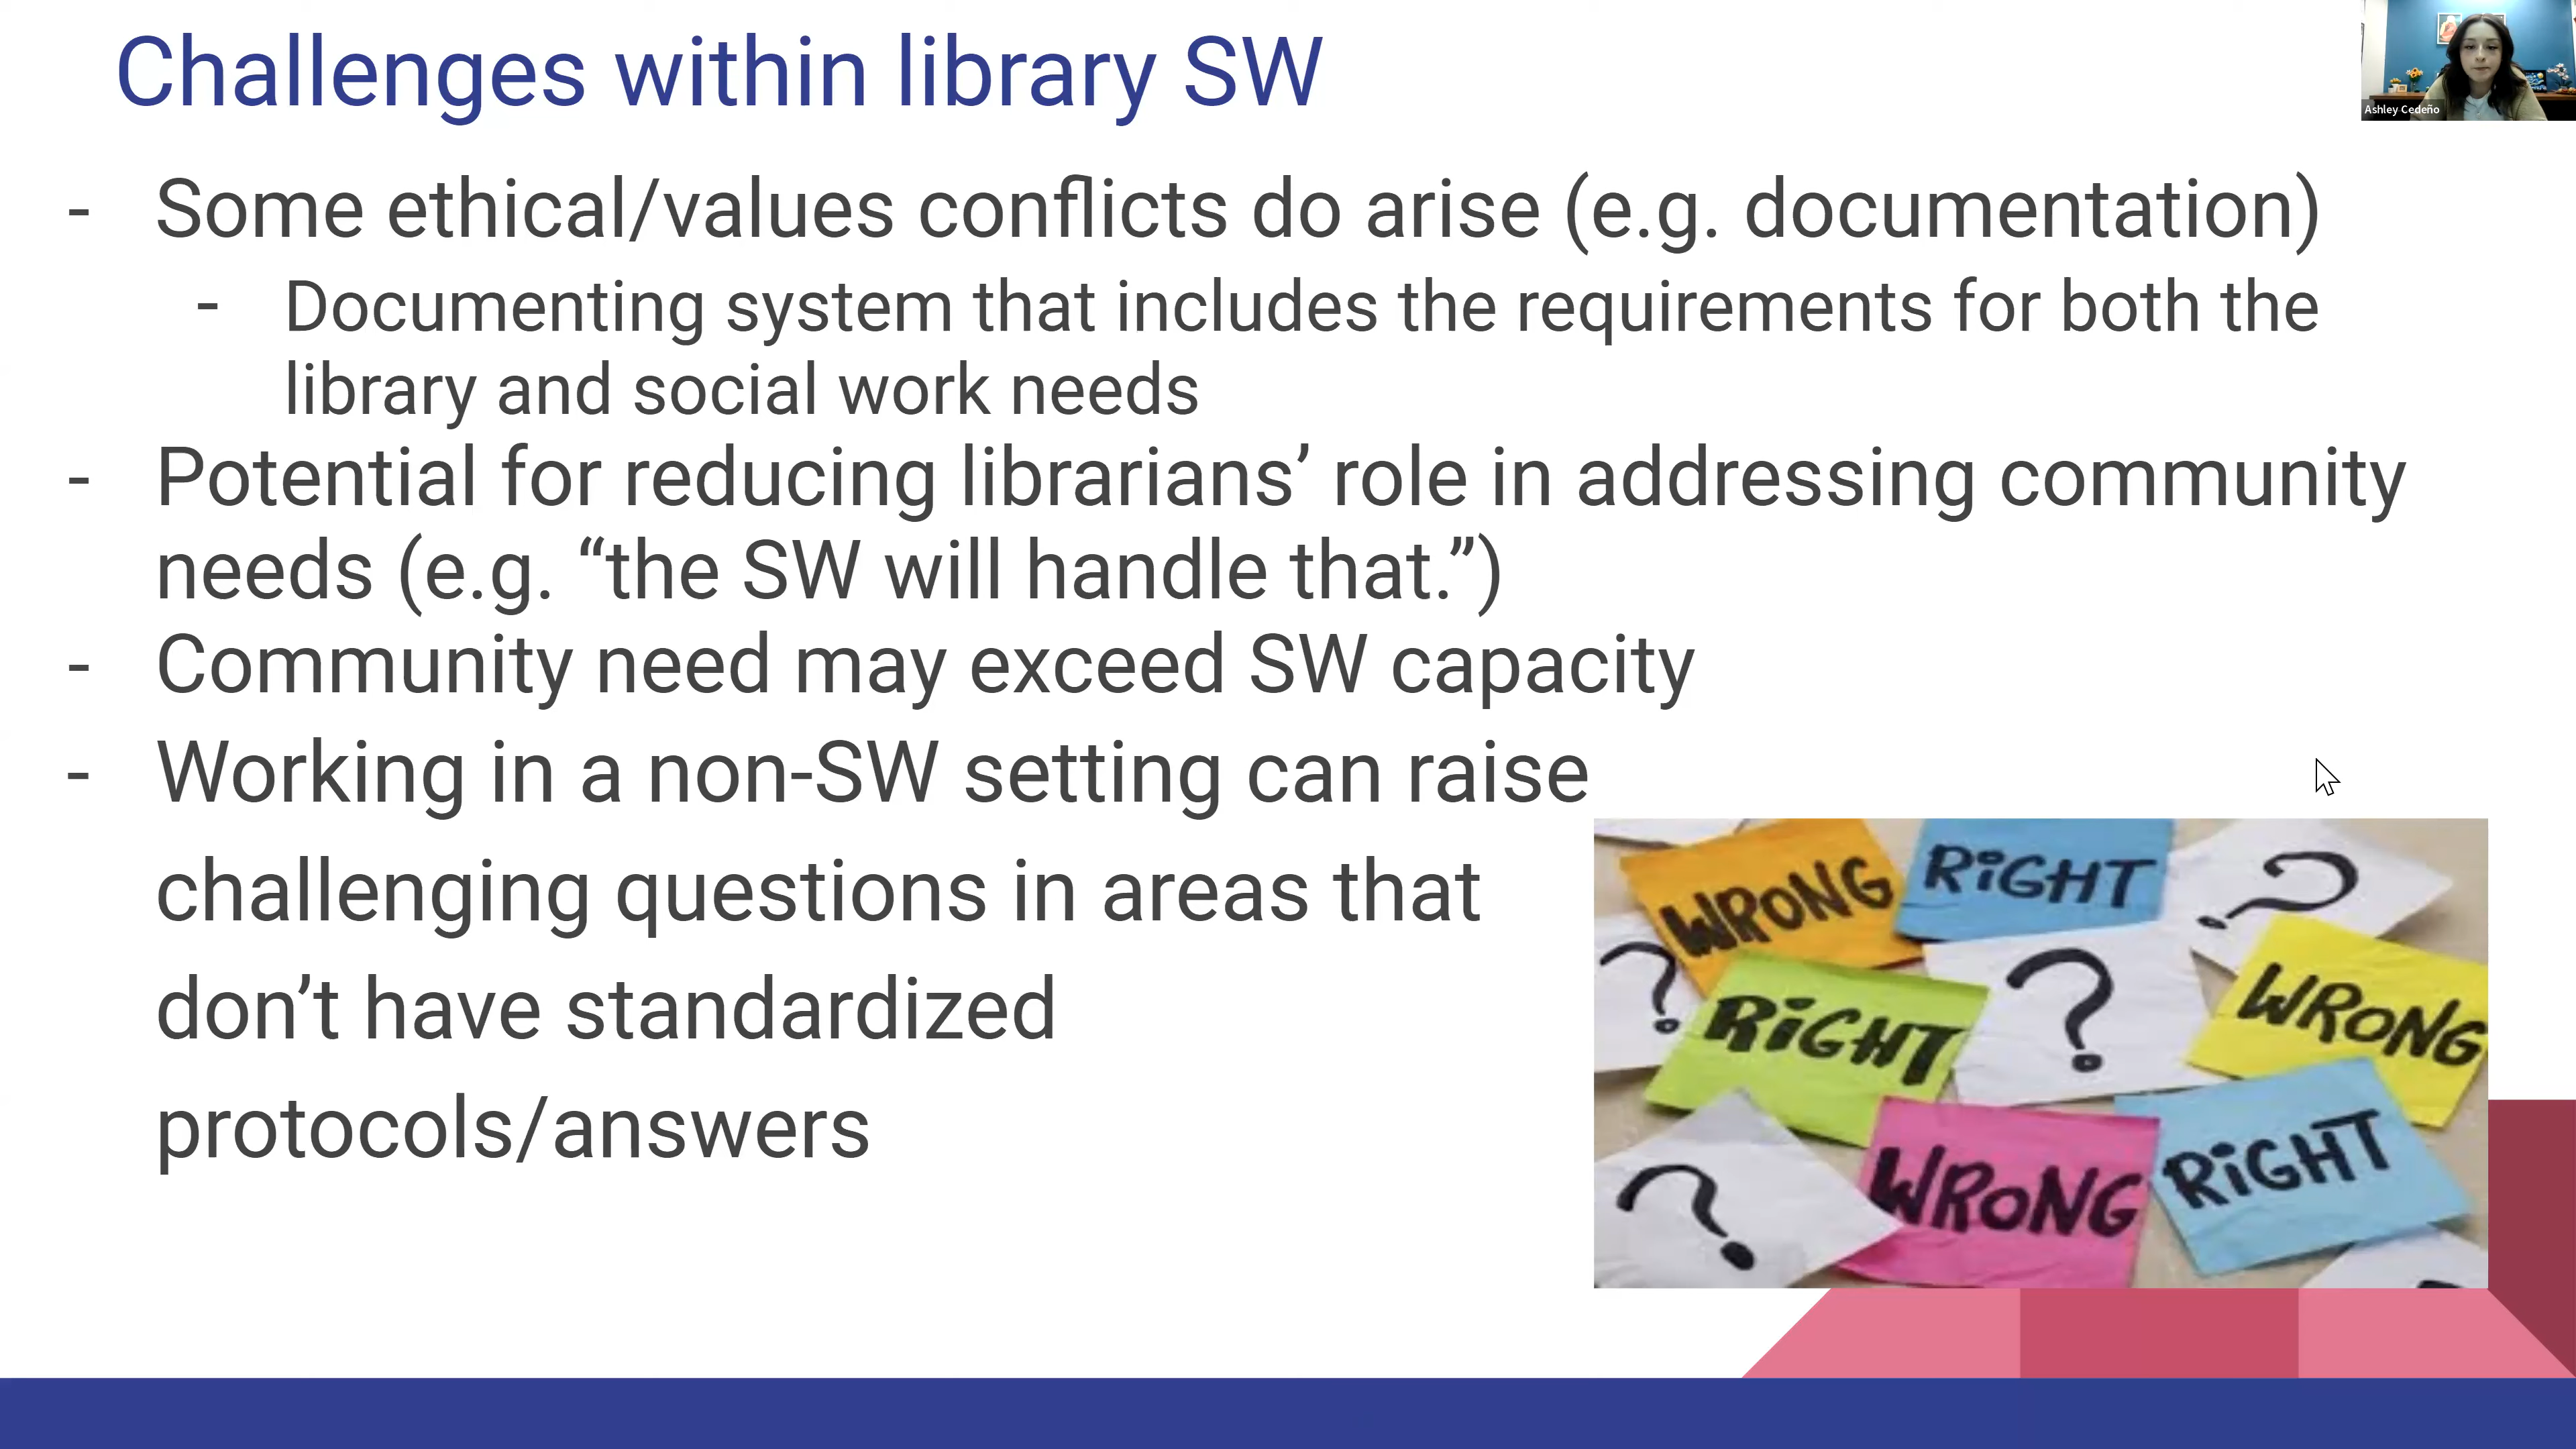 Challenges within library SW
Ashley Cedeño
- Some ethical/values conflicts do arise (e.g. documentation)
- Documenting system that includes the requirements for both the
library and social work needs
- Potential for reducing librarians’ role in addressing community
needs (e.g. “the SW will handle that.”)
- Community need may exceed SW capacity
- Working in a non-SW setting can raise
challenging questions in areas that
don’t have standardized
protocols/answers
WRONG
RiGHT
?
?
RiGHT
?
WRoNG
?
WRoNG
RiGHT